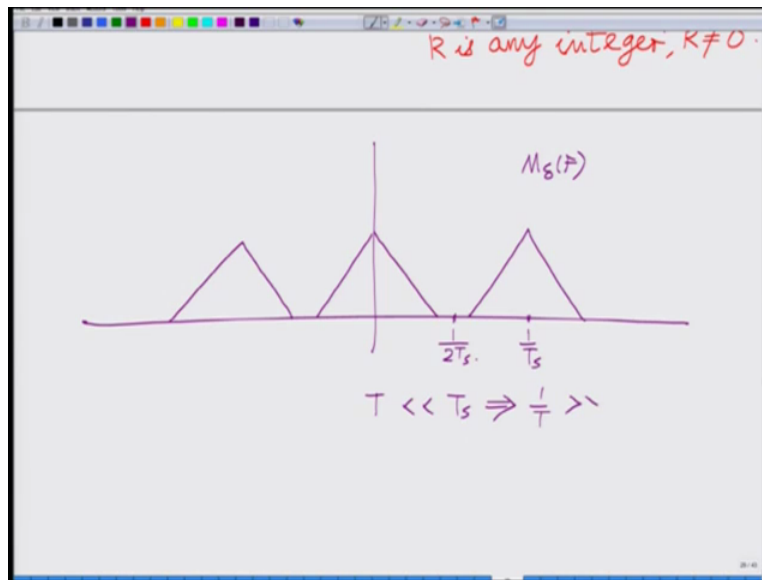 k is any integer, k ≠ 0.
M_δ(F)
1/2T_s. 1/T_s
T << T_s ⇒ 1/T >>